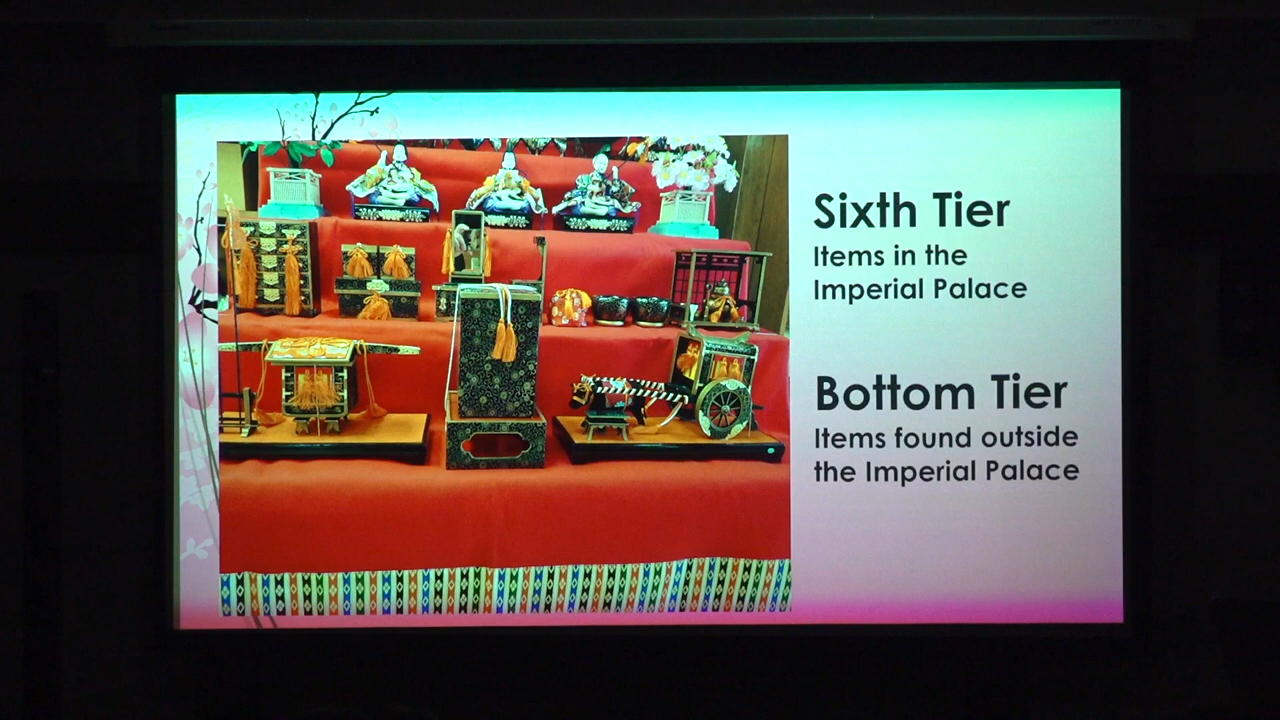 Sixth Tier
Items in the
Imperial Palace
Bottom Tier
Items found outside
the Imperial Palace